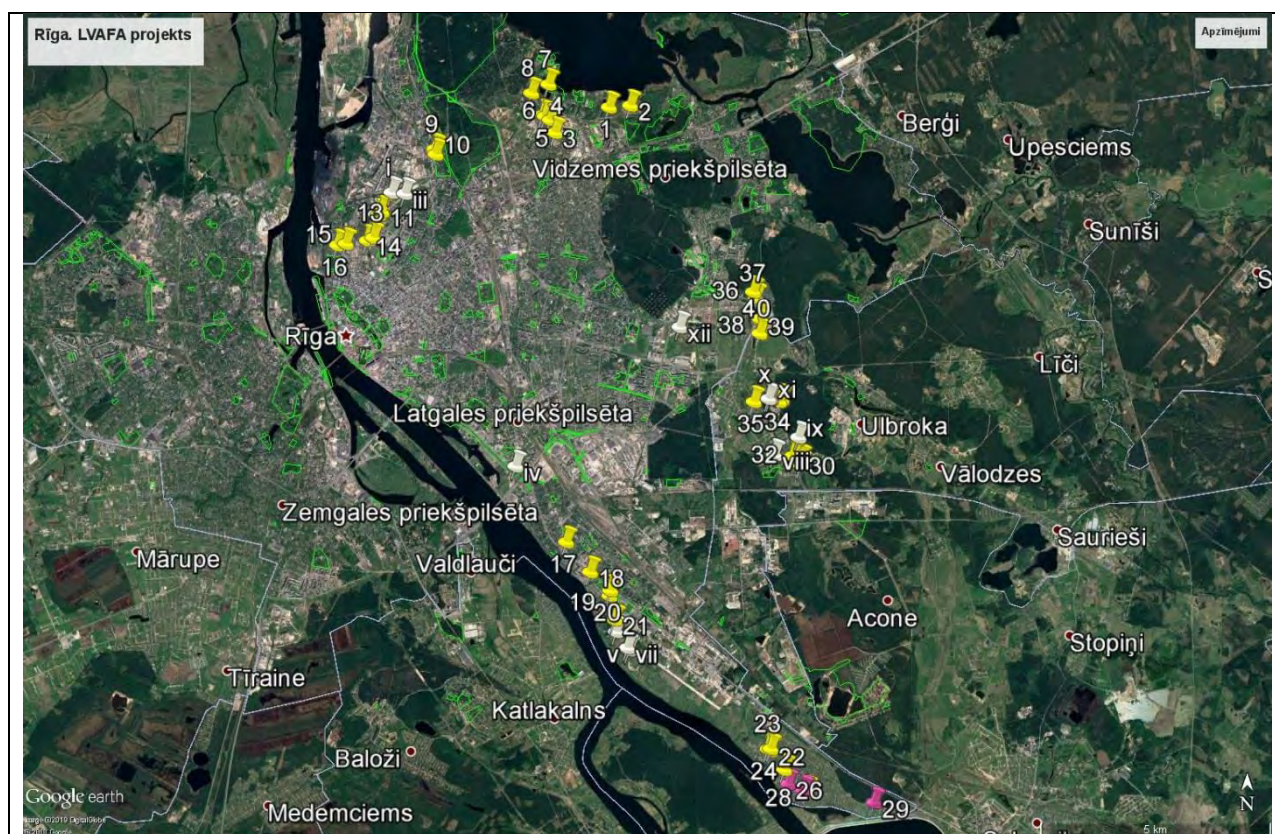 Rīga. LVAFA projekts
Apzīmējumi
7
8
6
4
5
3
1
2
Berģi
Upesciems
9
10
Vidzemes priekšpilsēta
i
iii
13
11
15
14
16
Sunīši
S
37
36
40
38
39
xii
Rīga
Līči
x
xi
35
34
Latgales priekšpilsēta
ix
Ulbroka
32
viii
30
iv
Vālodzes
Zemgales priekšpilsēta
Saurieši
Mārupe
Valdlauči
17
18
19
20
21
Acone
Stopiņi
v
vii
Tīraine
Katlakalns
23
22
24
26
28
29
Baloži
Medemciems
Google earth
N
5 km